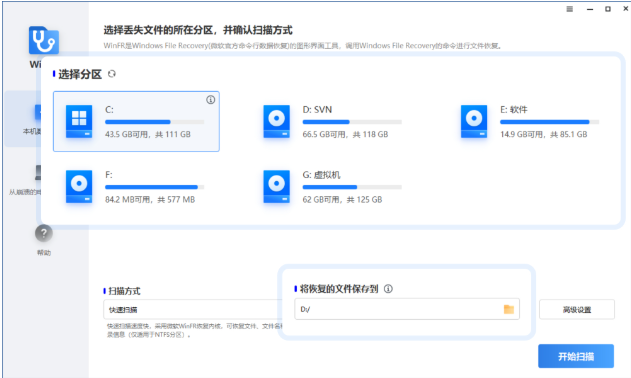 选择丢失文件的所在分区，并确认扫描方式
WinFR是Windows File Recovery(微软官方命令行数据恢复)的图形界面工具，调用Windows File Recovery的命令进行文件恢复。
Wi
选择分区
C:
43.5 GB可用，共 111 GB
D: SVN
66.5 GB可用，共 118 GB
E: 软件
14.9 GB可用，共 85.1 GB
F:
84.2 MB可用，共 577 MB
G: 虚拟机
62 GB可用，共 125 GB
本机
帮助
扫描方式
快速扫描
快速扫描速度快，采用微软WinFR恢复内核，可恢复文件、文件名
录信息（仅适用于NTFS分区）。
将恢复的文件保存到
D:/
高级设置
开始扫描